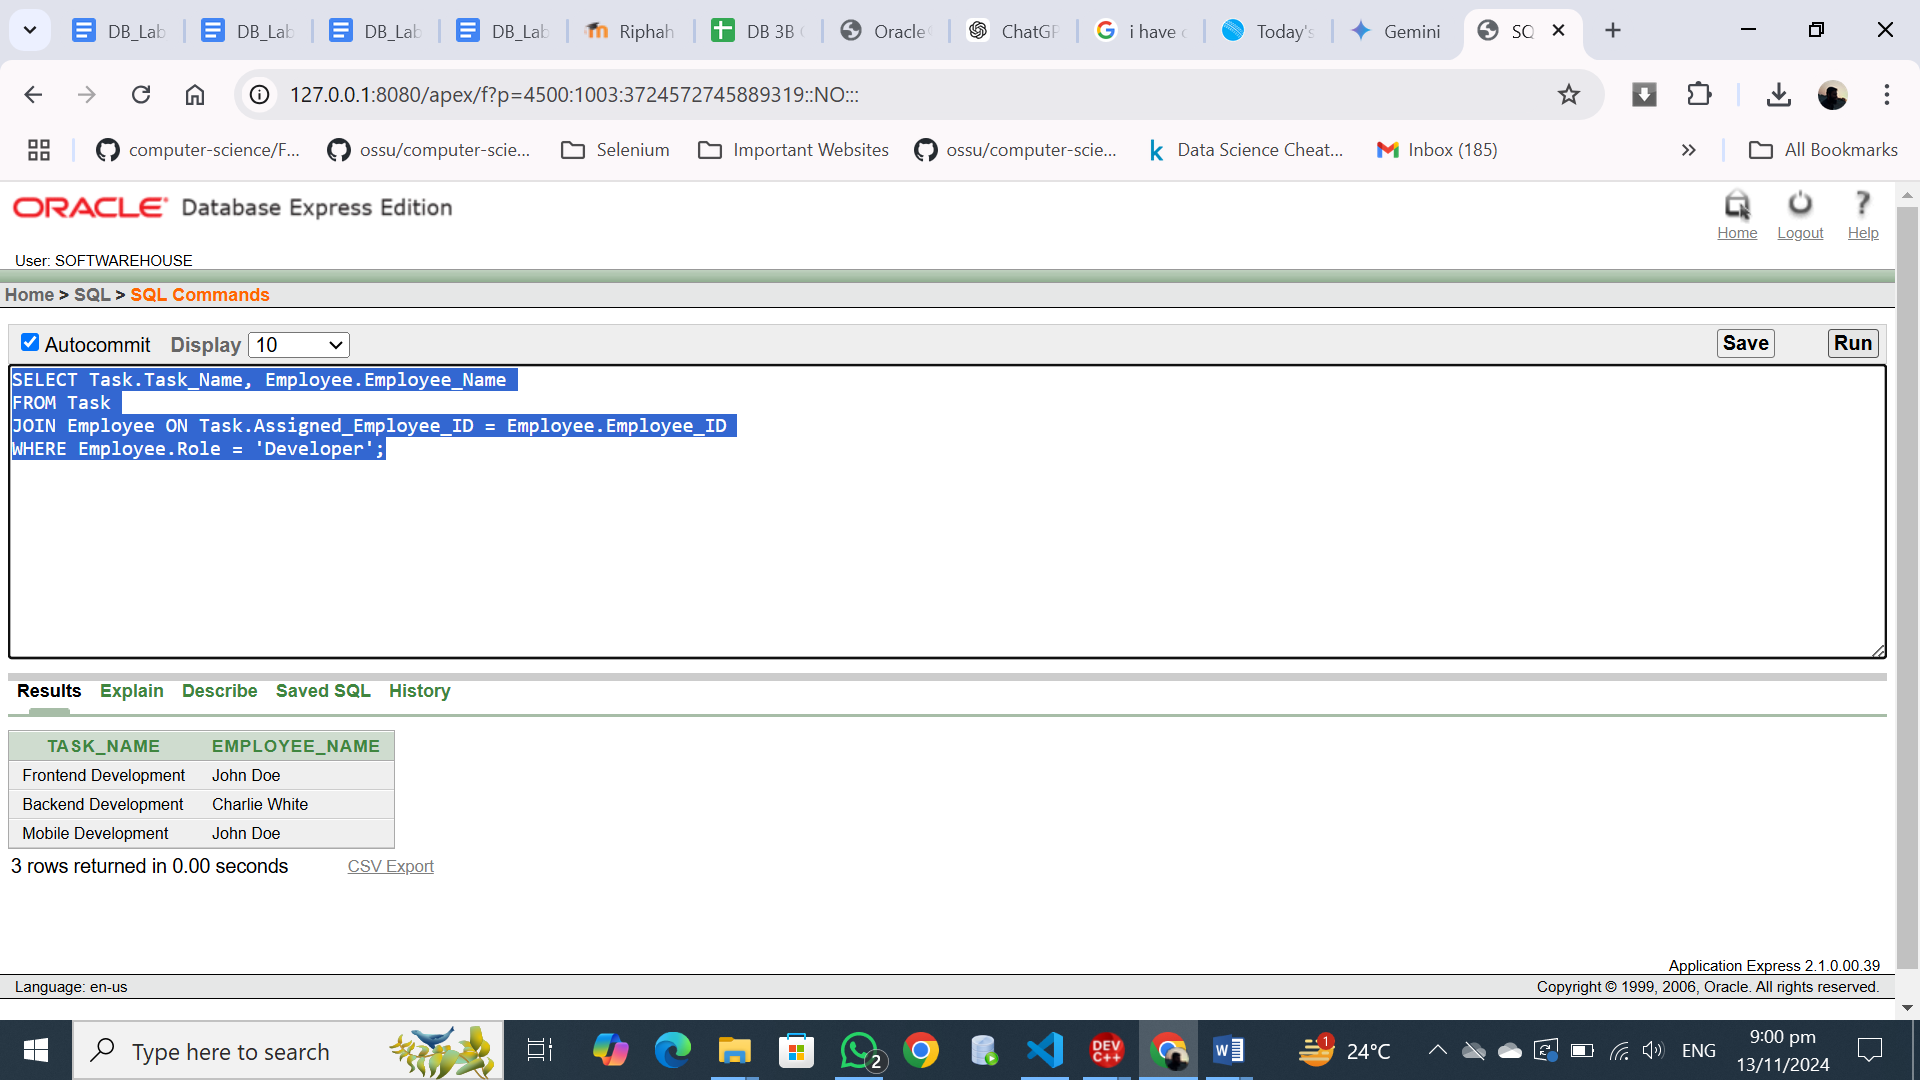 DB_Lab
DB_Lab
DB_Lab
DB_Lab
Riphah
DB 3B
Oracle
ChatGP
i have
Today's
Gemini
SQ
127.0.0.1:8080/apex/f?p=4500:1003:3724572745889319::NO:::
computer-science/F...
ossu/computer-scie...
Selenium
Important Websites
ossu/computer-scie...
Data Science Cheat...
Inbox (185)
All Bookmarks
ORACLE Database Express Edition
Home
Logout
Help
User: SOFTWAREHOUSE
Home > SQL > SQL Commands
Autocommit Display 10
Save
Run
SELECT Task.Task_Name, Employee.Employee_Name
FROM Task
JOIN Employee ON Task.Assigned_Employee_ID = Employee.Employee_ID
WHERE Employee.Role = 'Developer';
Results Explain Describe Saved SQL History
TASK_NAME EMPLOYEE_NAME
Frontend Development John Doe
Backend Development Charlie White
Mobile Development John Doe
3 rows returned in 0.00 seconds CSV Export
Application Express 2.1.0.00.39
Language: en-us
Copyright © 1999, 2006, Oracle. All rights reserved.
Type here to search
2
DEV
C++
1
24°C
ENG
9:00 pm
13/11/2024